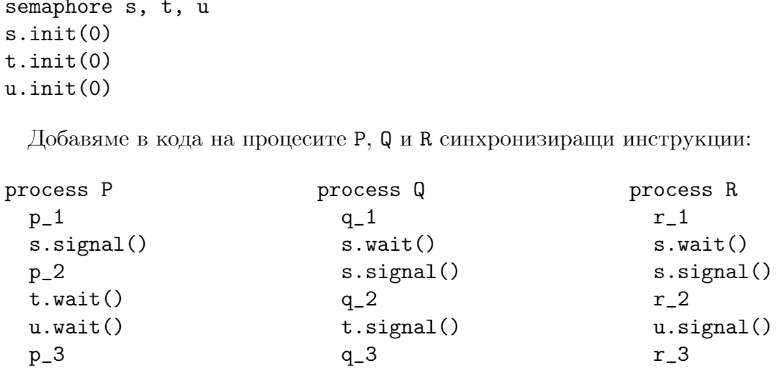 semaphore s, t, u
s.init(0)
t.init(0)
u.init(0)
Добавяме в кода на процесите P, Q и R синхронизиращи инструкции:
process P process Q process R
p_1 q_1 r_1
s.signal() s.wait() s.wait()
p_2 s.signal() s.signal()
t.wait() q_2 r_2
u.wait() t.signal() u.signal()
p_3 q_3 r_3